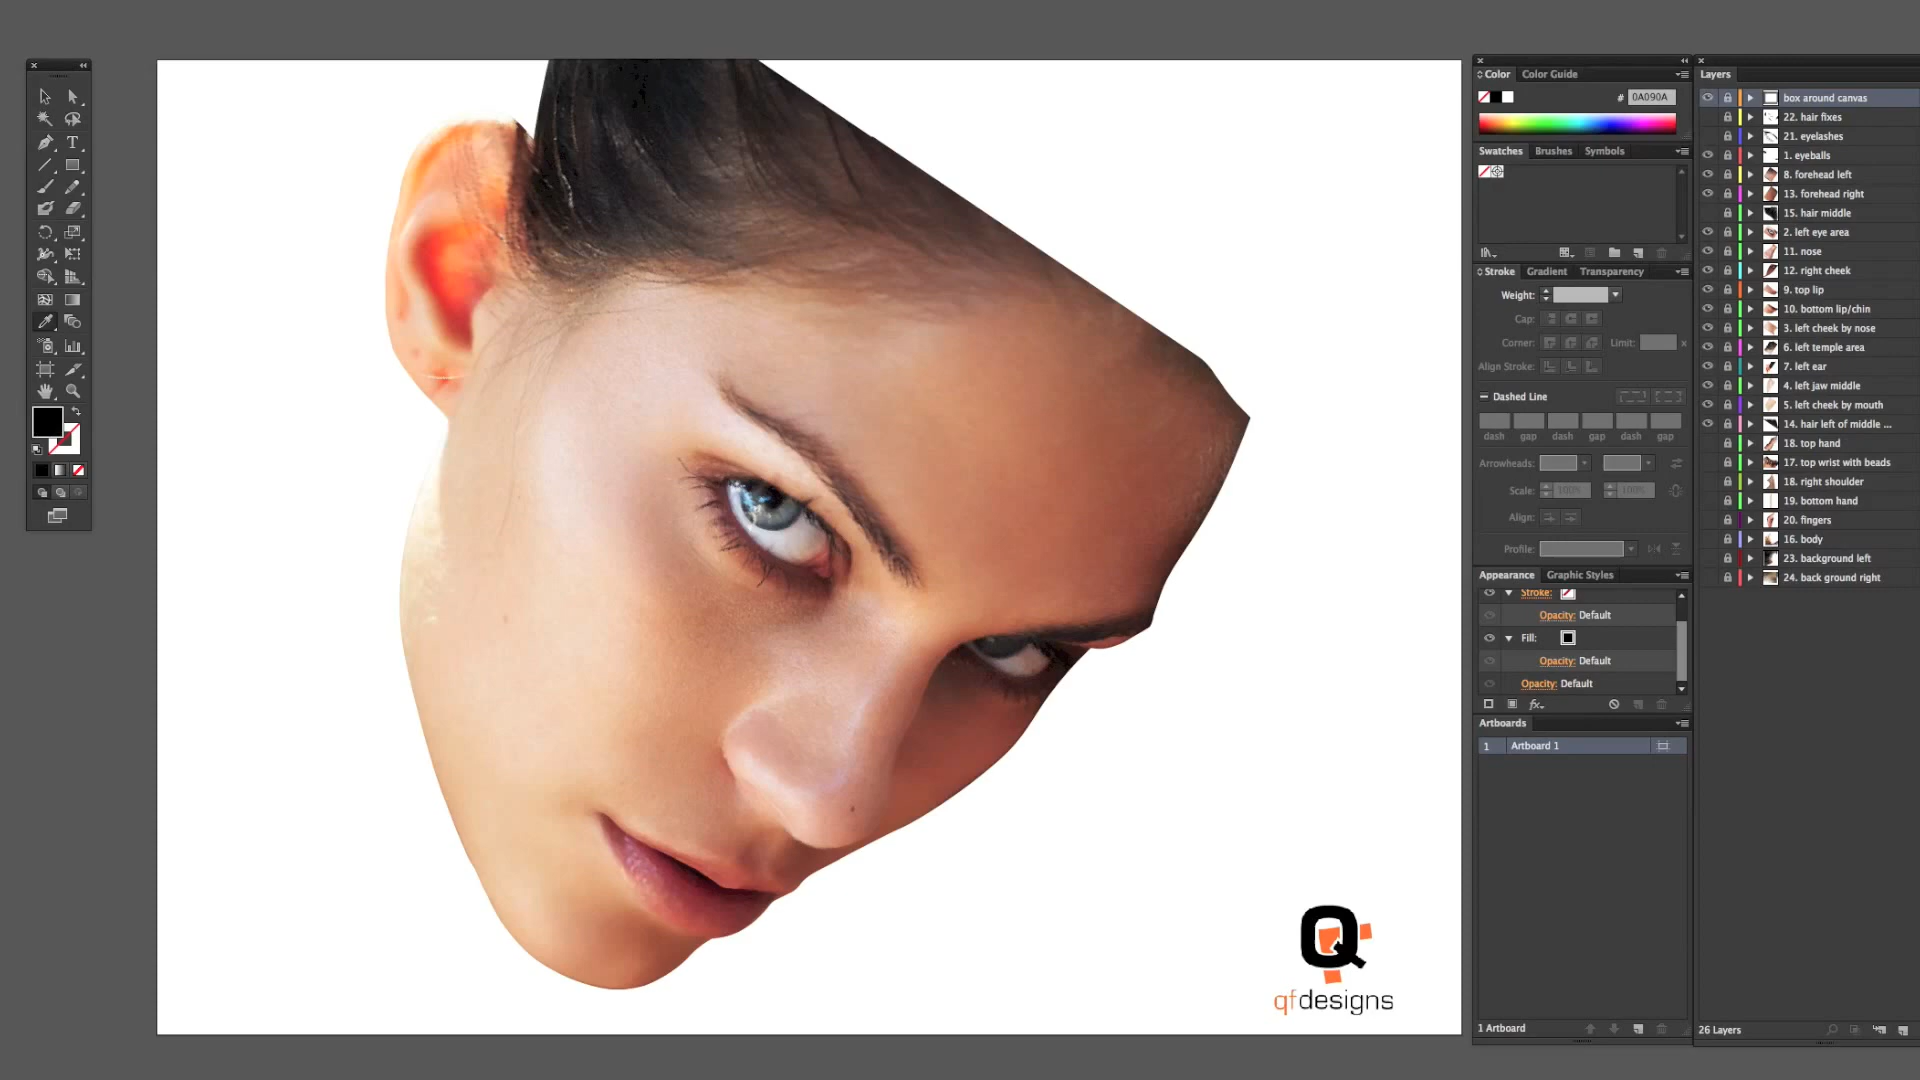 Color Color Guide
# 0A090A
Swatches Brushes Symbols
Stroke Gradient Transparency
Weight:
Cap:
Corner: Limit: x
Align Stroke:
Dashed Line
dash gap dash gap dash gap
Arrowheads:
Scale: 100% 100%
Align:
Profile:
Appearance Graphic Styles
Stroke:
Opacity: Default
Fill:
Opacity: Default
Opacity: Default
fx
Artboards
1 Artboard 1
1 Artboard
Layers
box around canvas
22. hair fixes
21. eyelashes
1. eyeballs
8. forehead left
13. forehead right
15. hair middle
2. left eye area
11. nose
12. right cheek
9. top lip
10. bottom lip/chin
3. left cheek by nose
6. left temple area
7. left ear
4. left jaw middle
5. left cheek by mouth
14. hair left of middle ...
18. top hand
17. top wrist with beads
18. right shoulder
19. bottom hand
20. fingers
16. body
23. background left
24. back ground right
26 Layers
Q
qfdesigns
T